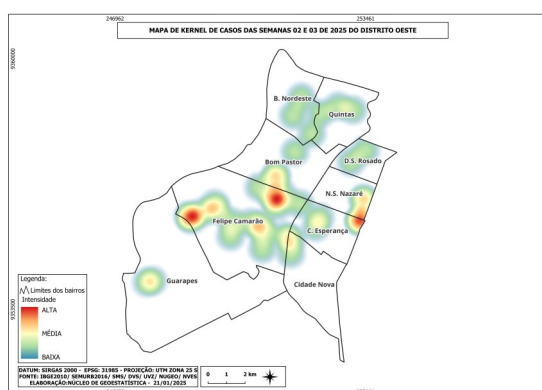 246962
253461
MAPA DE KERNEL DE CASOS DAS SEMANAS 02 E 03 DE 2025 DO DISTRITO OESTE
9360000
B. Nordeste
Quintas
Bom Pastor
D.S. Rosado
N.S. Nazaré
Felipe Camarão
C. Esperança
Guarapes
Cidade Nova
9353500
Legenda:
Limites dos bairros
Intensidade
ALTA
MÉDIA
BAIXA
DATUM: SIRGAS 2000 - EPSG: 31985 - PROJEÇÃO: UTM ZONA 25 S
FONTE: IBGE2010/ SEMURB2016/ SMS/ DVS/ UVZ/ NUGEO/ NVES
ELABORAÇÃO:NÚCLEO DE GEOESTATÍSTICA - 21/01/2025
0 1 2 km